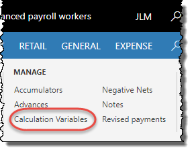 anced payroll workers JLM
RETAIL GENERAL EXPENSE
MANAGE
Accumulators Negative Nets
Advances Notes
Calculation Variables Revised payments